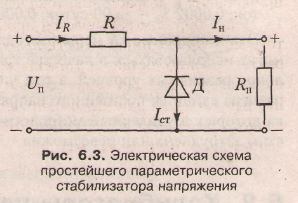 + I_R R I_н +
U_п Д R_н
I_ст
− −
Рис. 6.3. Электрическая схема
простейшего параметрического
стабилизатора напряжения